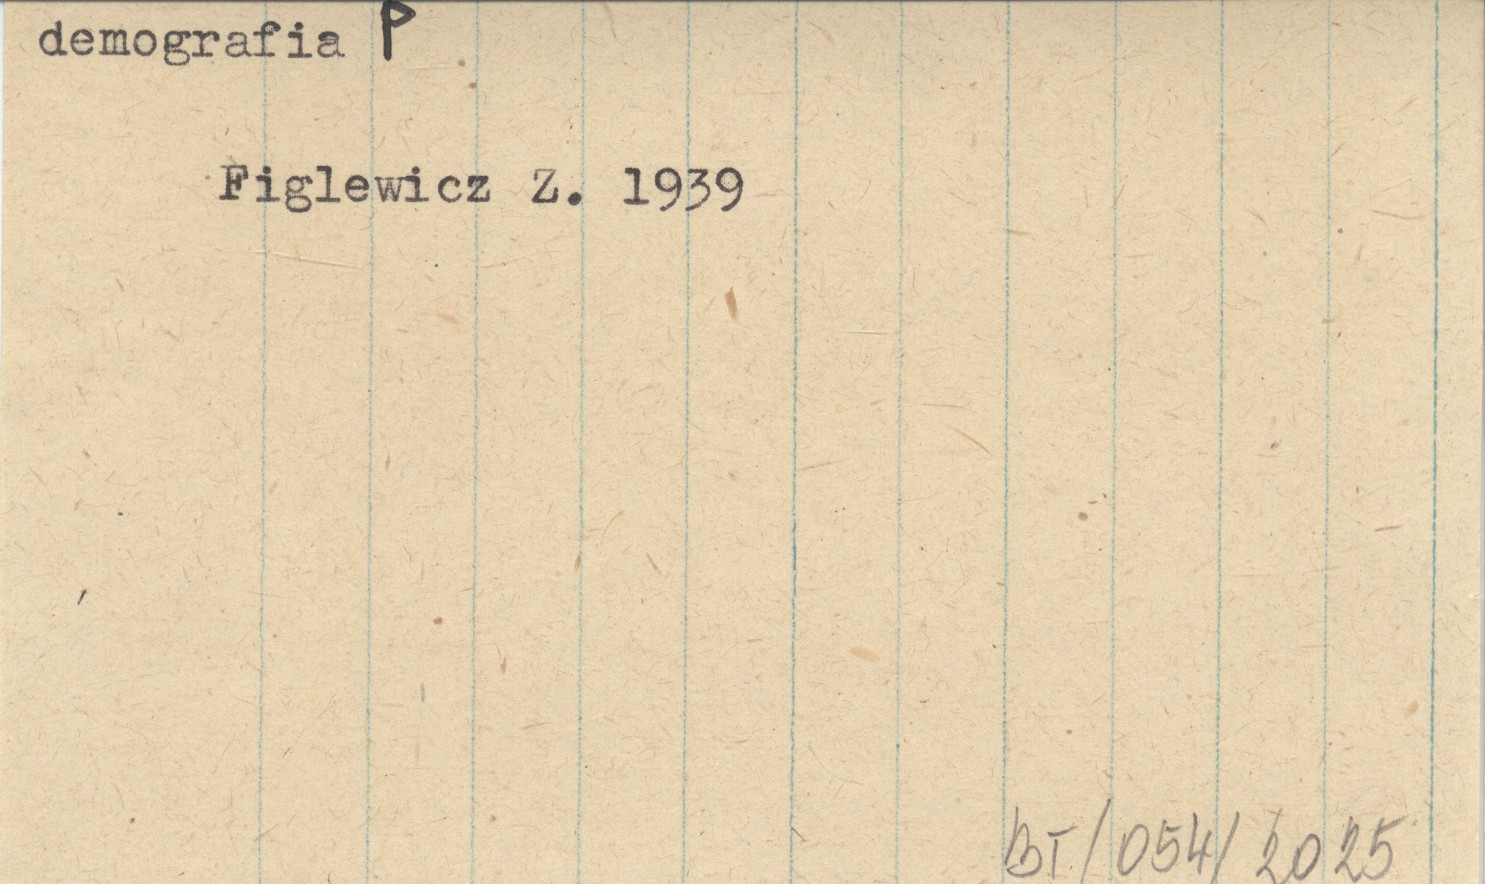 demografia P
Figlewicz Z. 1939
BT/054/2025